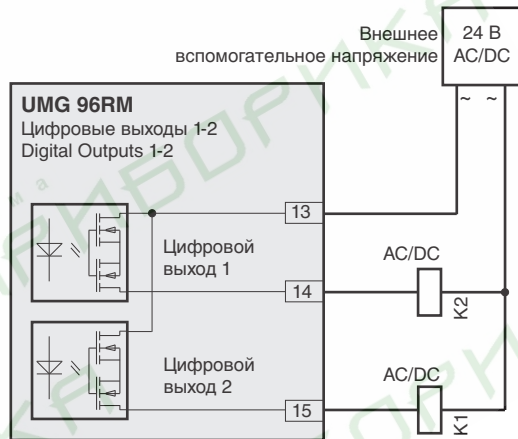 Внешнее
вспомогательное напряжение
24 В
AC/DC
~ ~
UMG 96RM
Цифровые выходы 1-2
Digital Outputs 1-2
13
Цифровой
выход 1
AC/DC
14
K2
Цифровой
выход 2
AC/DC
15
K1